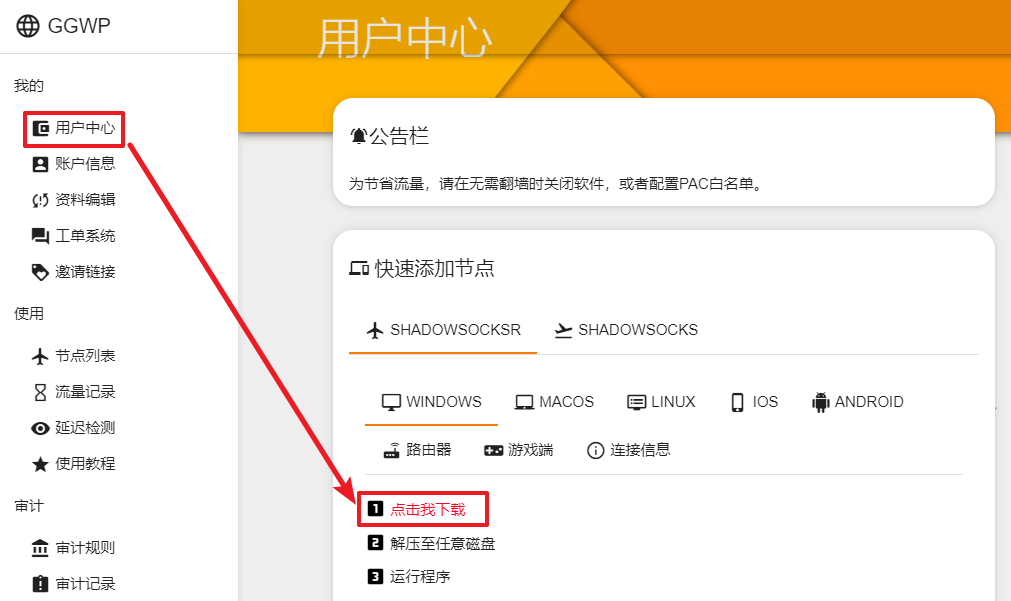 GGWP
用户中心
我的
用户中心
账户信息
资料编辑
工单系统
邀请链接
使用
节点列表
流量记录
延迟检测
使用教程
审计
审计规则
审计记录
公告栏
为节省流量，请在无需翻墙时关闭软件，或者配置PAC白名单。
快速添加节点
SHADOWSOCKSR SHADOWSOCKS
WINDOWS MACOS LINUX IOS ANDROID
路由器 游戏端 连接信息
1 点击我下载
2 解压至任意磁盘
3 运行程序